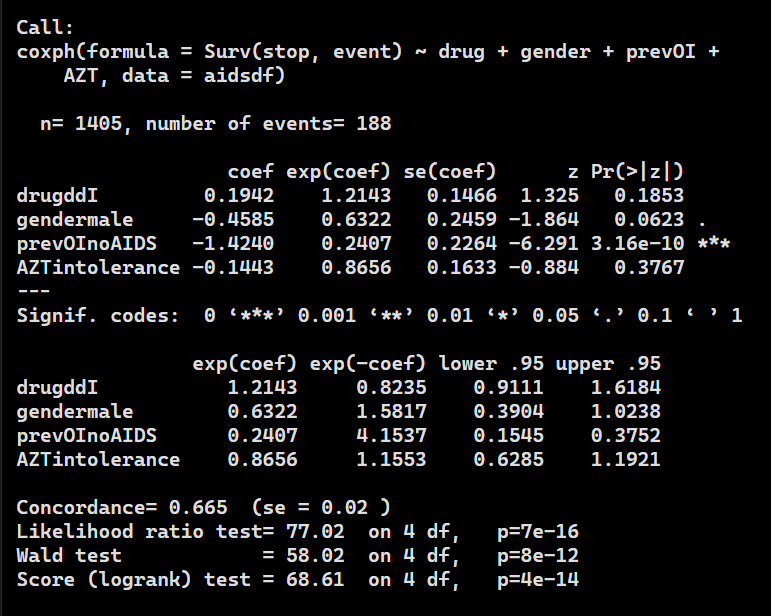 Call:
coxph(formula = Surv(stop, event) ~ drug + gender + prevOI +
    AZT, data = aidsdf)

  n= 1405, number of events= 188

                  coef exp(coef) se(coef)      z Pr(>|z|)
drugddI         0.1942    1.2143   0.1466  1.325   0.1853
gendermale     -0.4585    0.6322   0.2459 -1.864   0.0623 .
prevOInoAIDS   -1.4240    0.2407   0.2264 -6.291 3.16e-10 ***
AZTintolerance -0.1443    0.8656   0.1633 -0.884   0.3767
---
Signif. codes:  0 ‘***’ 0.001 ‘**’ 0.01 ‘*’ 0.05 ‘.’ 0.1 ‘ ’ 1

               exp(coef) exp(-coef) lower .95 upper .95
drugddI           1.2143     0.8235    0.9111    1.6184
gendermale        0.6322     1.5817    0.3904    1.0238
prevOInoAIDS      0.2407     4.1537    0.1545    0.3752
AZTintolerance    0.8656     1.1553    0.6285    1.1921

Concordance= 0.665  (se = 0.02 )
Likelihood ratio test= 77.02  on 4 df,   p=7e-16
Wald test            = 58.02  on 4 df,   p=8e-12
Score (logrank) test = 68.61  on 4 df,   p=4e-14